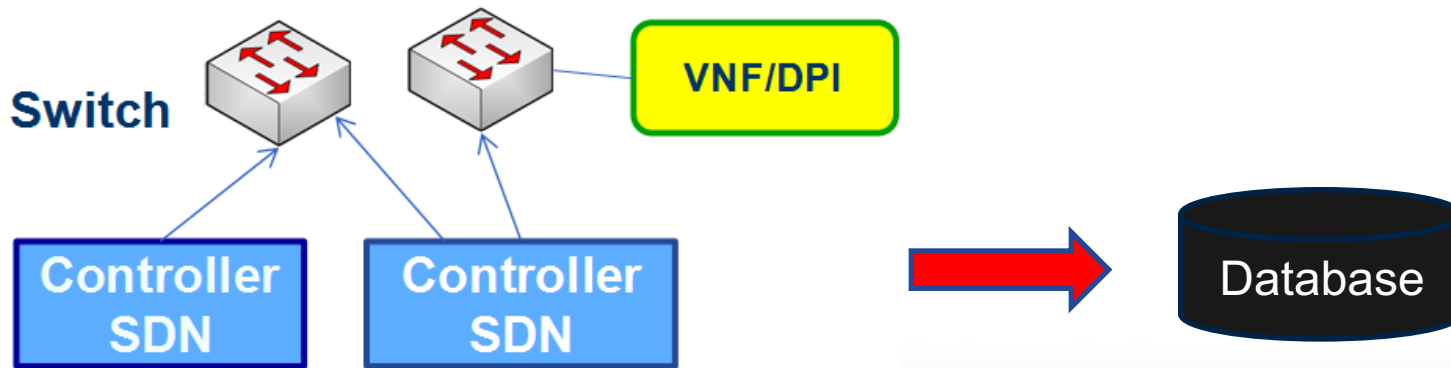 VNF/DPI
Switch
Controller
SDN
Controller
SDN
Database